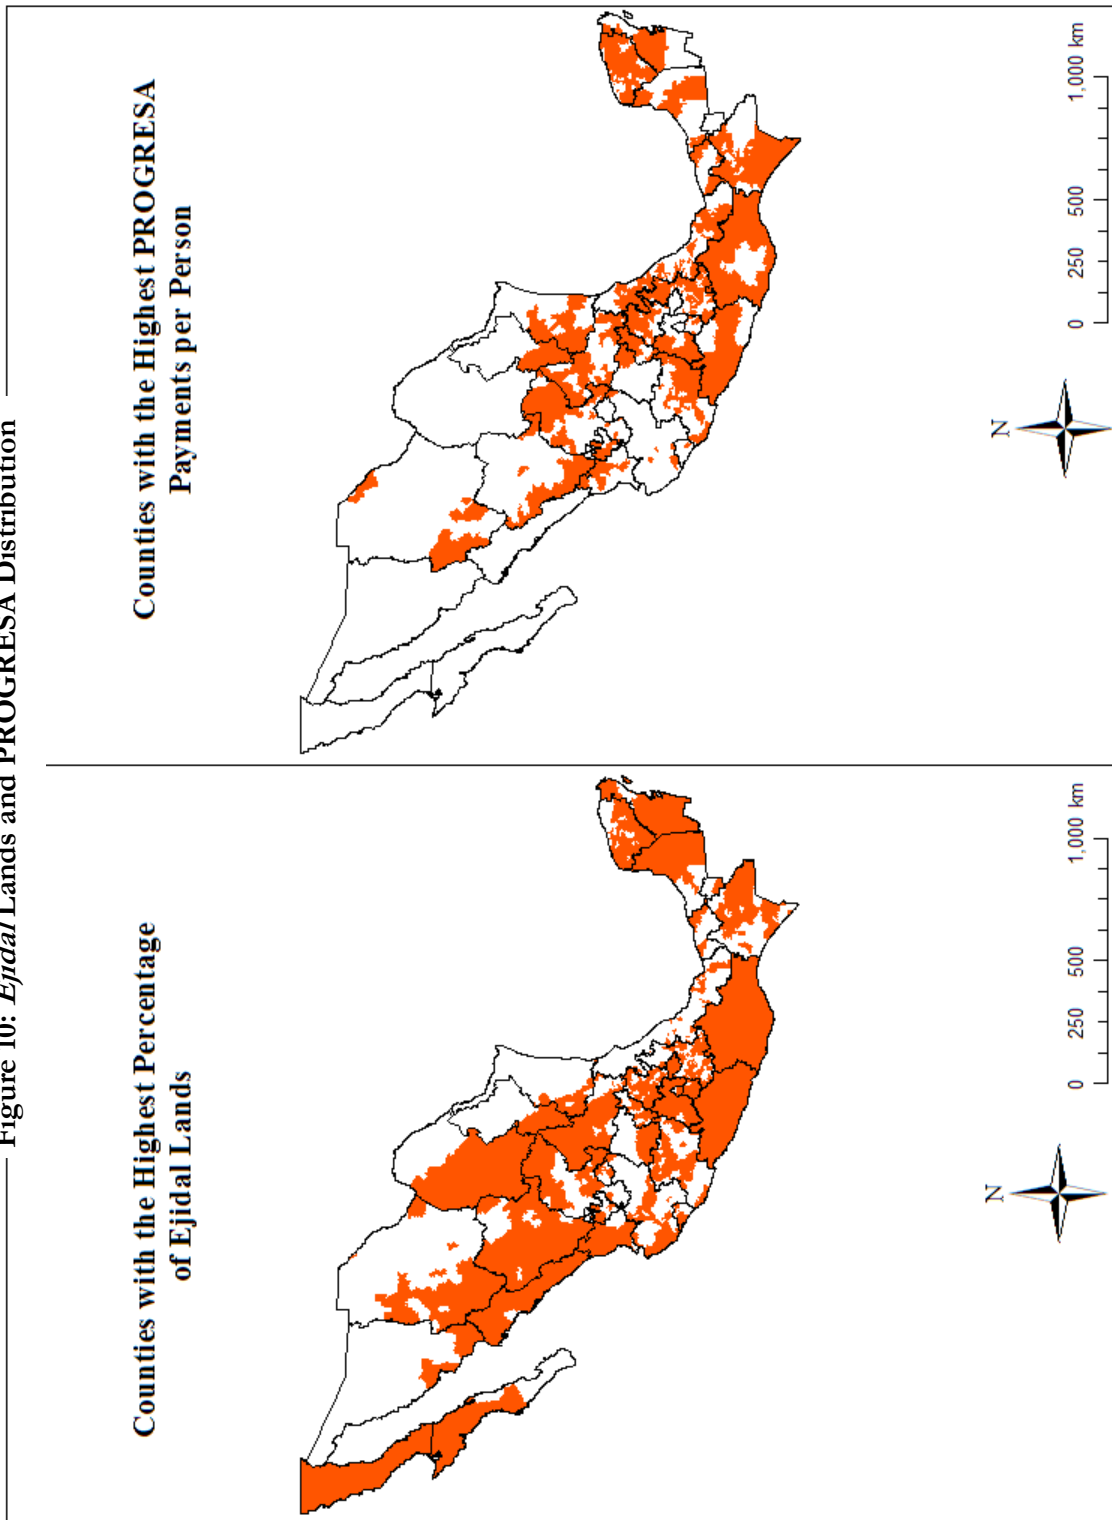 Figure 10: Ejidal Lands and PROGRESA Distribution
Counties with the Highest Percentage
of Ejidal Lands
N
0 250 500 1,000 km
Counties with the Highest PROGRESA
Payments per Person
N
0 250 500 1,000 km